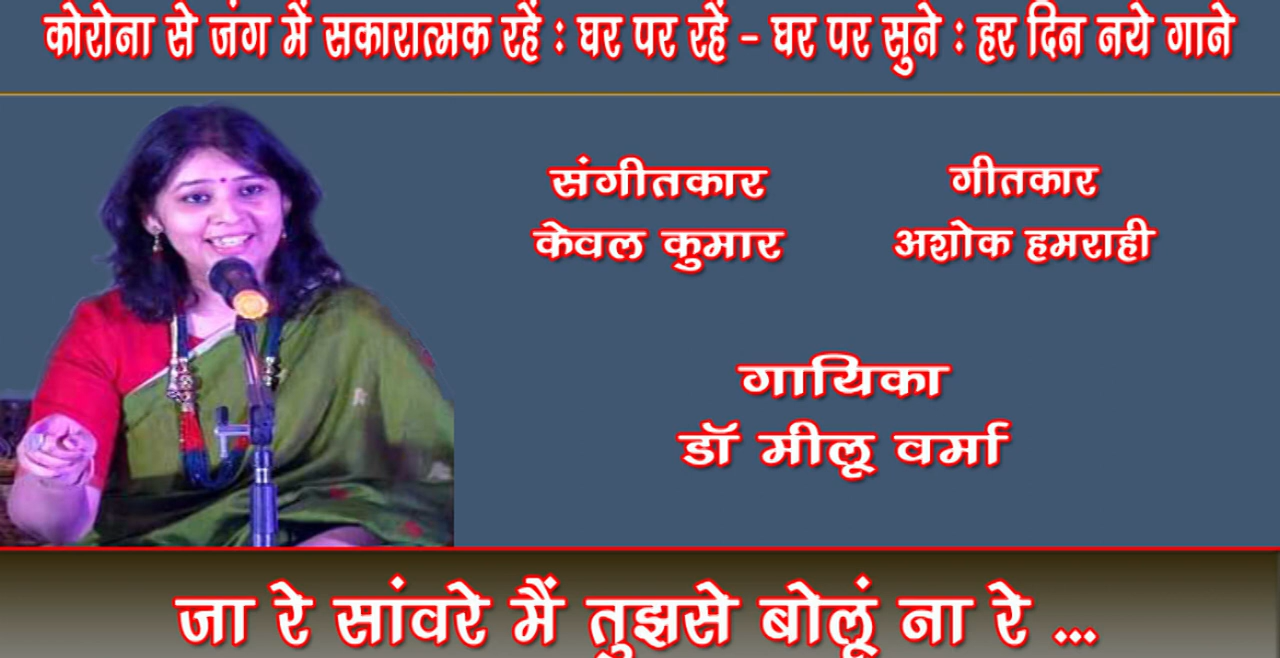 कोरोना से जंग में सकारात्मक रहें : घर पर रहें - घर पर सुने : हर दिन नये गाने
संगीतकार
केवल कुमार
गीतकार
अशोक हमराही
गायिका
डॉ मीलू वर्मा
जा रे सांवरे मैं तुझसे बोलूं ना रे ...